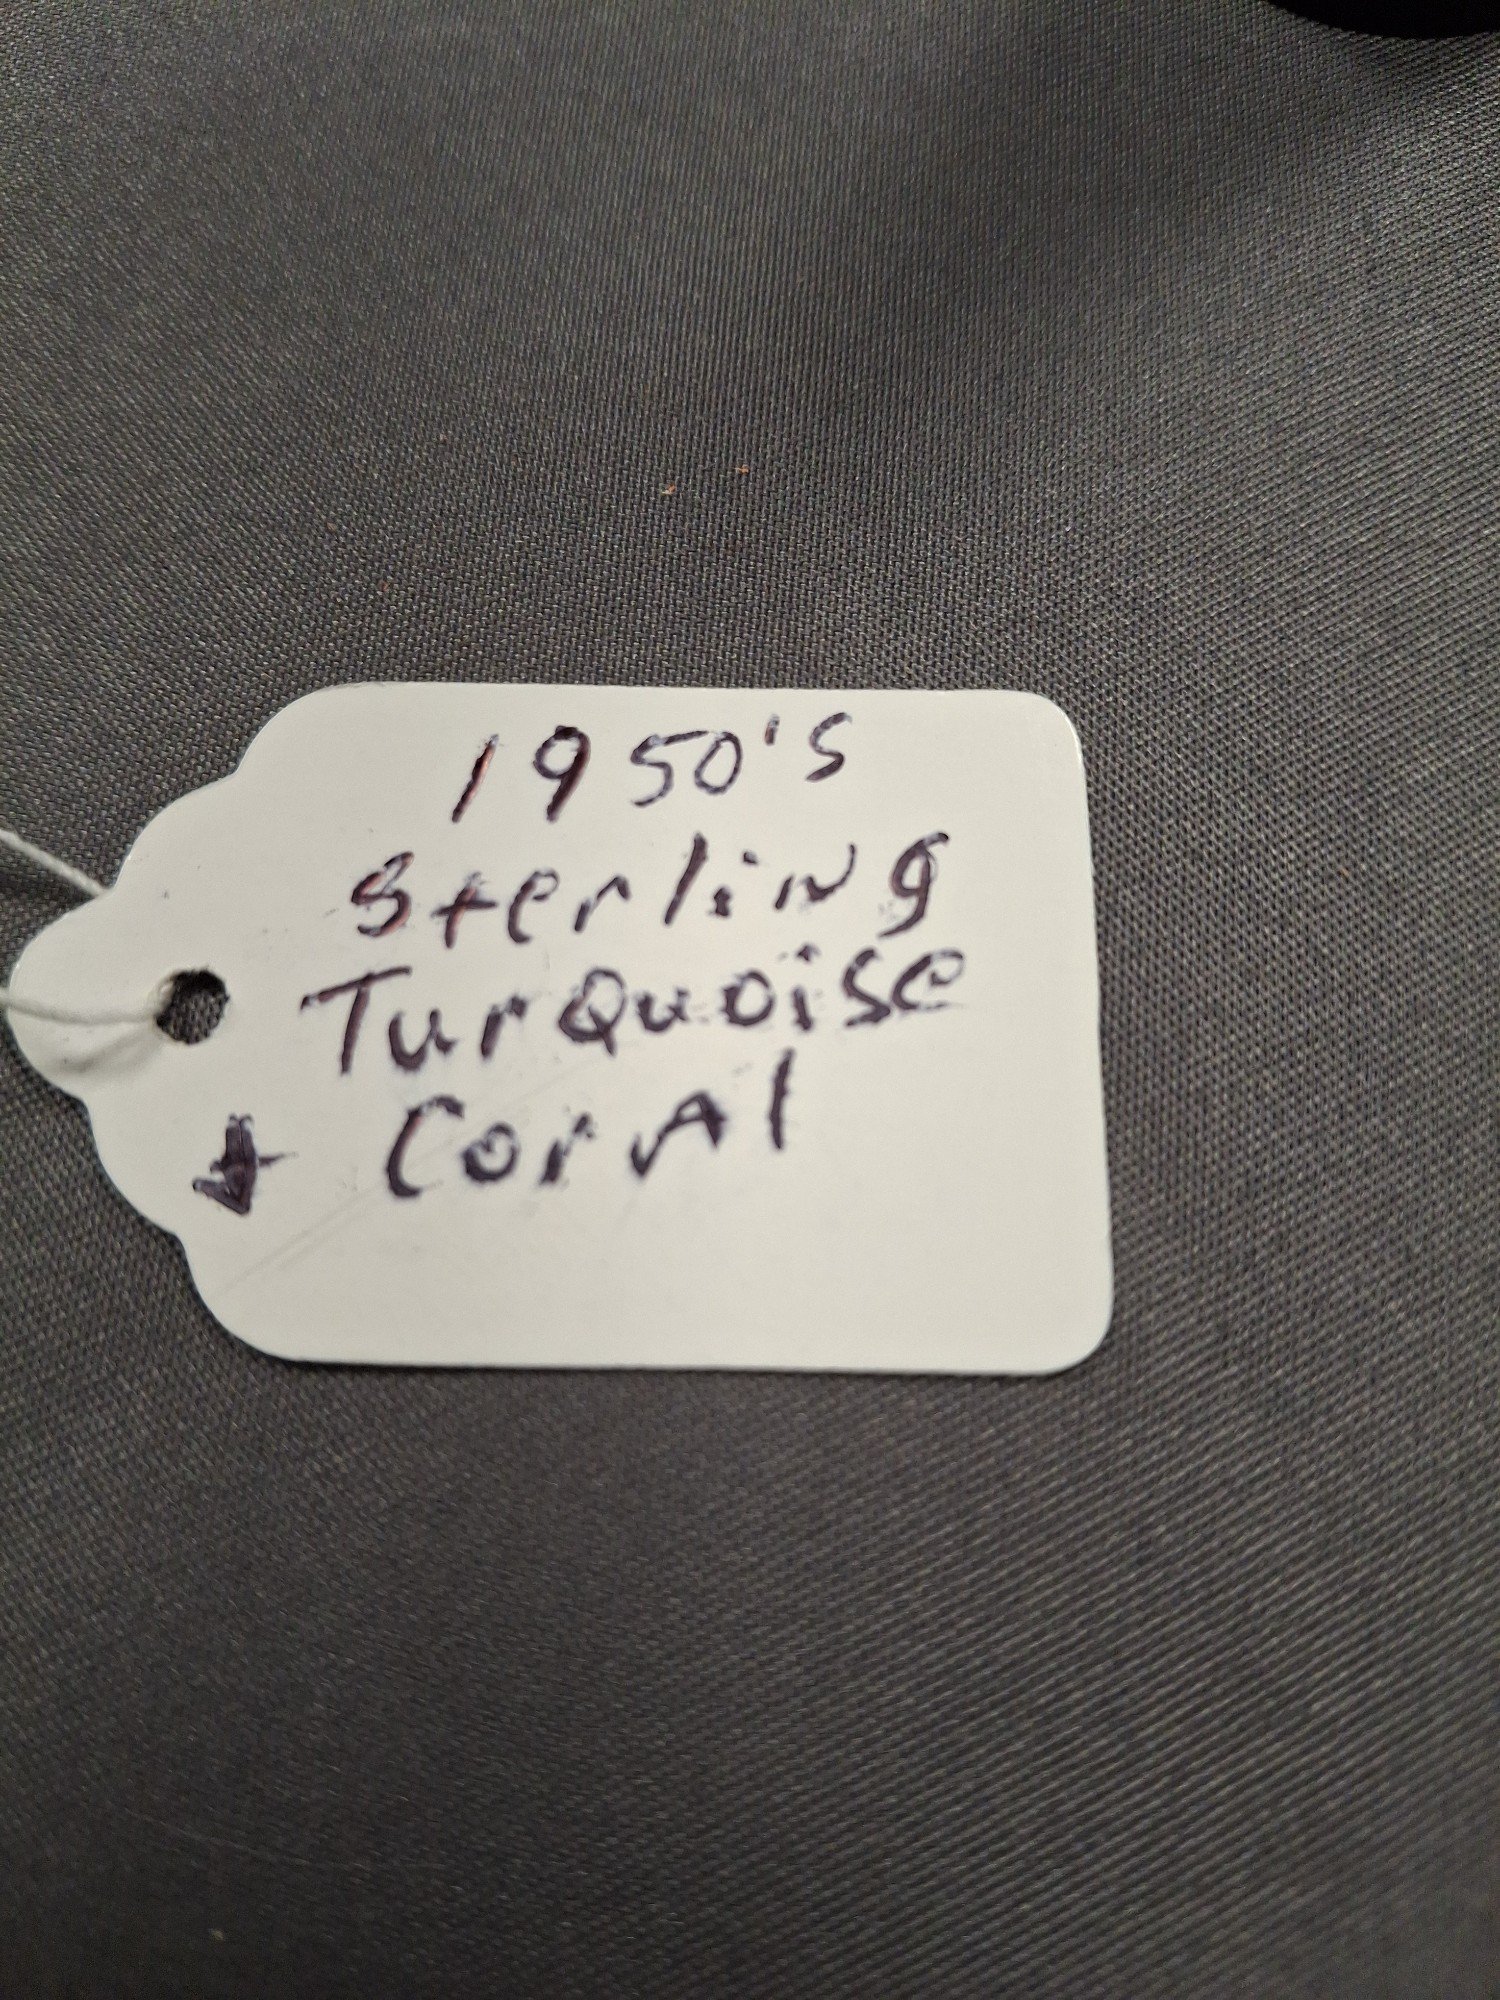 1950's
Sterling
TurQuoise
+ CorAl